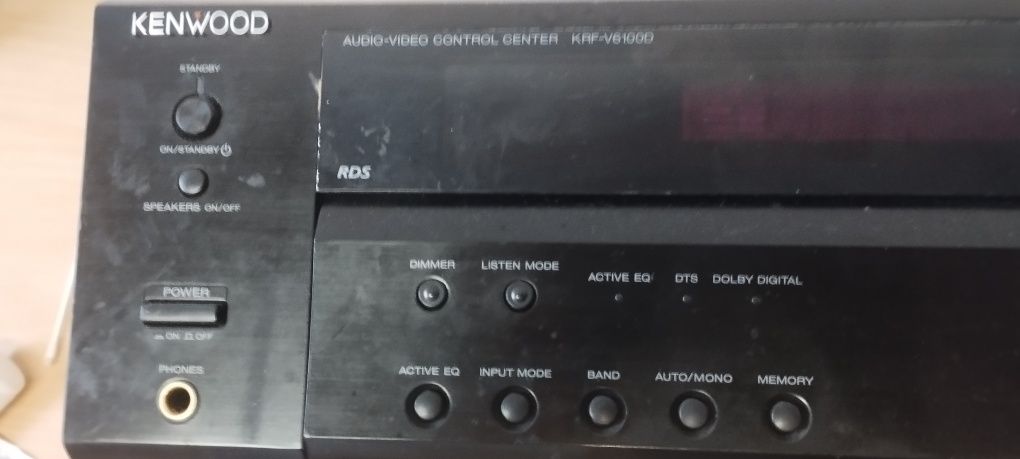 KENWOOD
AUDIO-VIDEO CONTROL CENTER KRF-V6100D
STANDBY
ON/STANDBY
SPEAKERS ON/OFF
RDS
DIMMER
LISTEN MODE
ACTIVE EQ
DTS
DOLBY DIGITAL
POWER
ON OFF
PHONES
ACTIVE EQ
INPUT MODE
BAND
AUTO/MONO
MEMORY